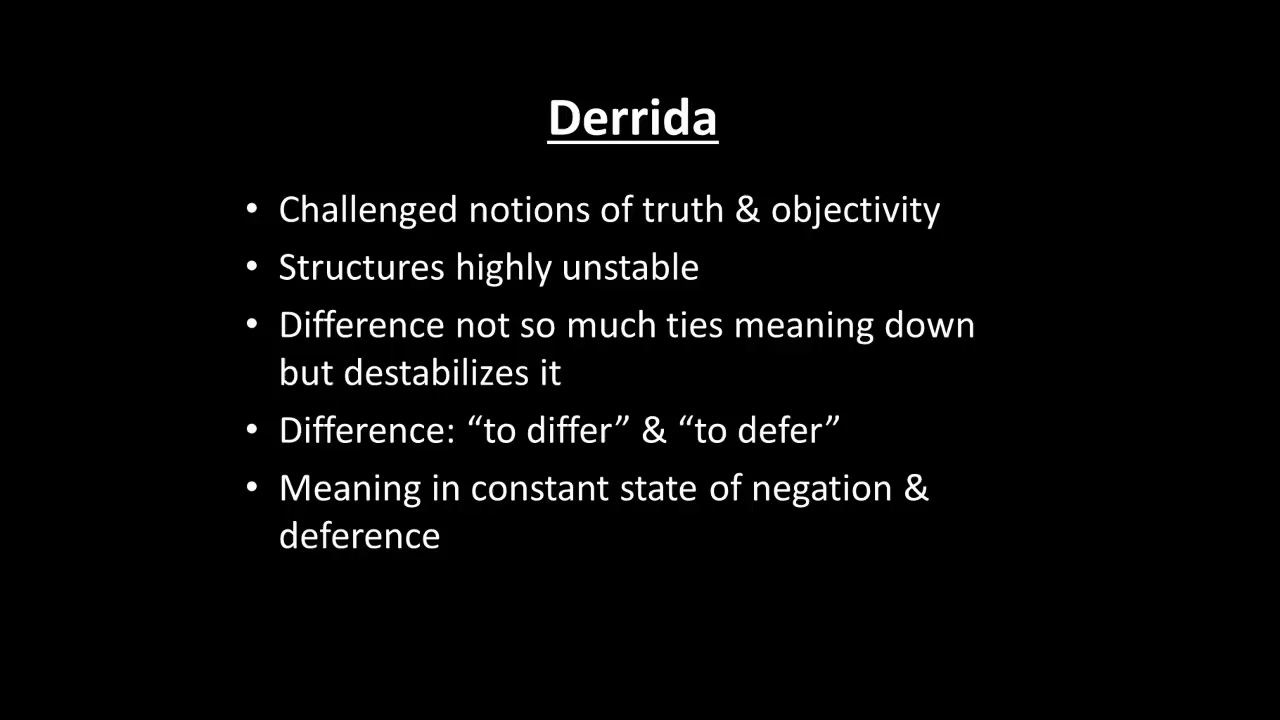 Derrida
• Challenged notions of truth & objectivity
• Structures highly unstable
• Difference not so much ties meaning down
but destabilizes it
• Difference: “to differ” & “to defer”
• Meaning in constant state of negation &
deference